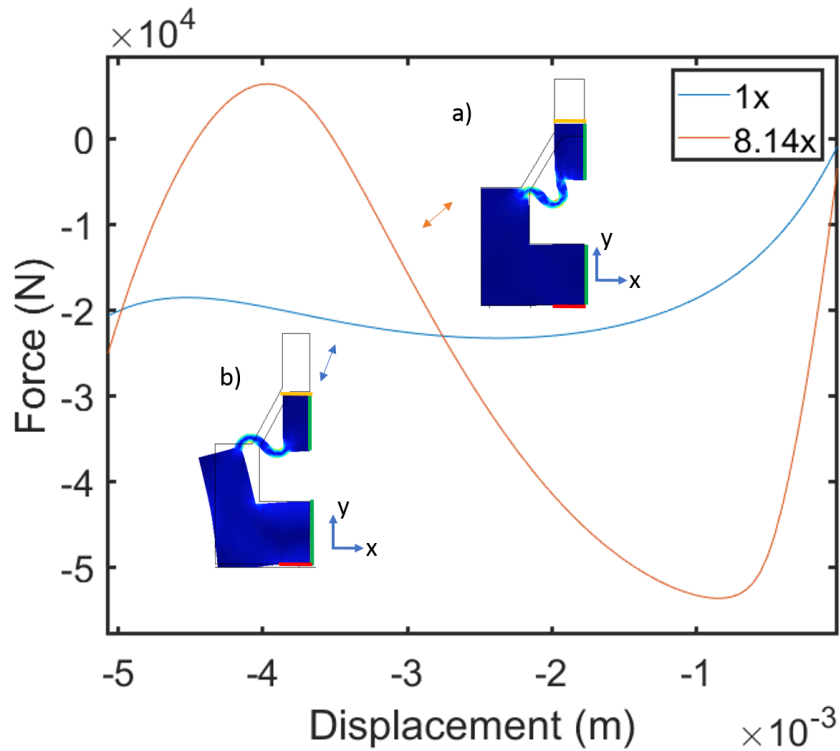 ×10⁴
0
-1
-2
-3
-4
-5
Force (N)
1x
8.14x
a)
y
x
b)
y
x
-5
-4
-3
-2
-1
Displacement (m)
×10⁻³